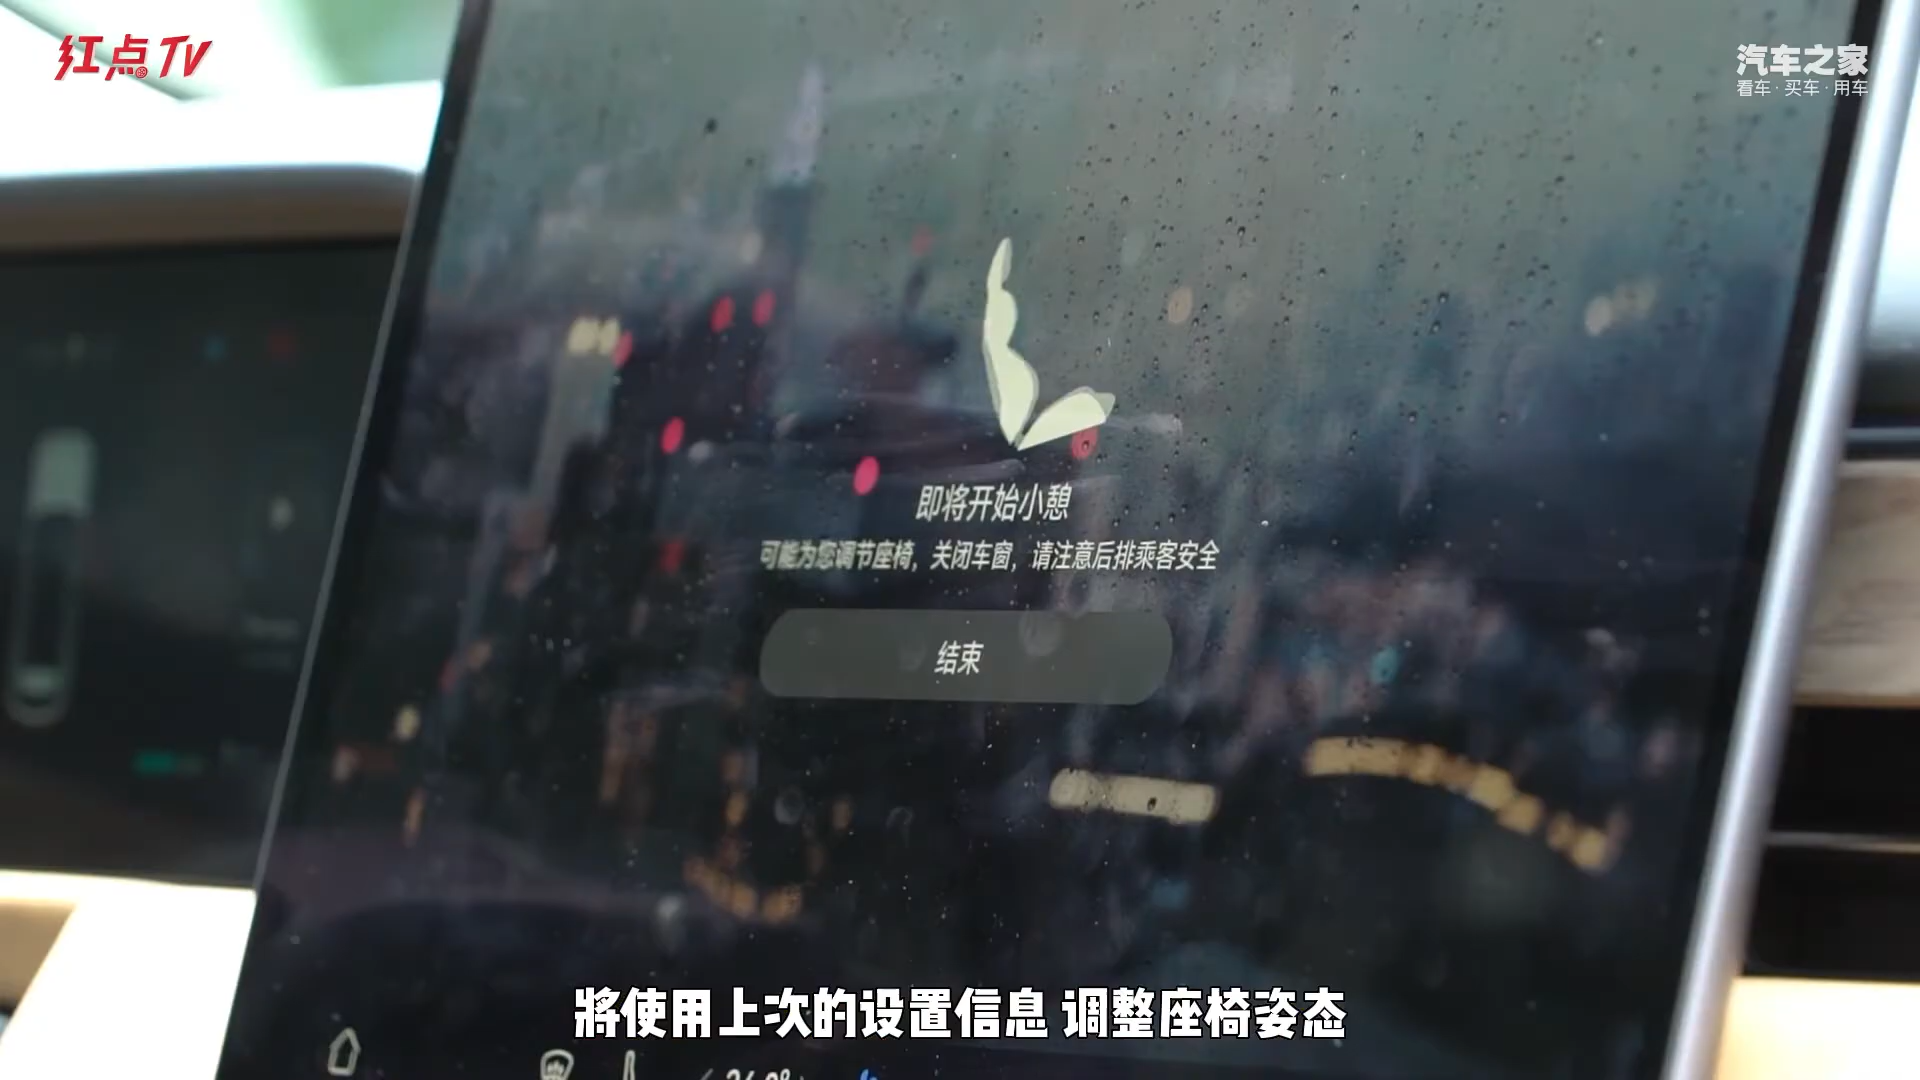 红点TV
汽车之家
看车·买车·用车
即将开始小憩
可能为您调节座椅，关闭车窗，请注意后排乘客安全
结束
将使用上次的设置信息 调整座椅姿态